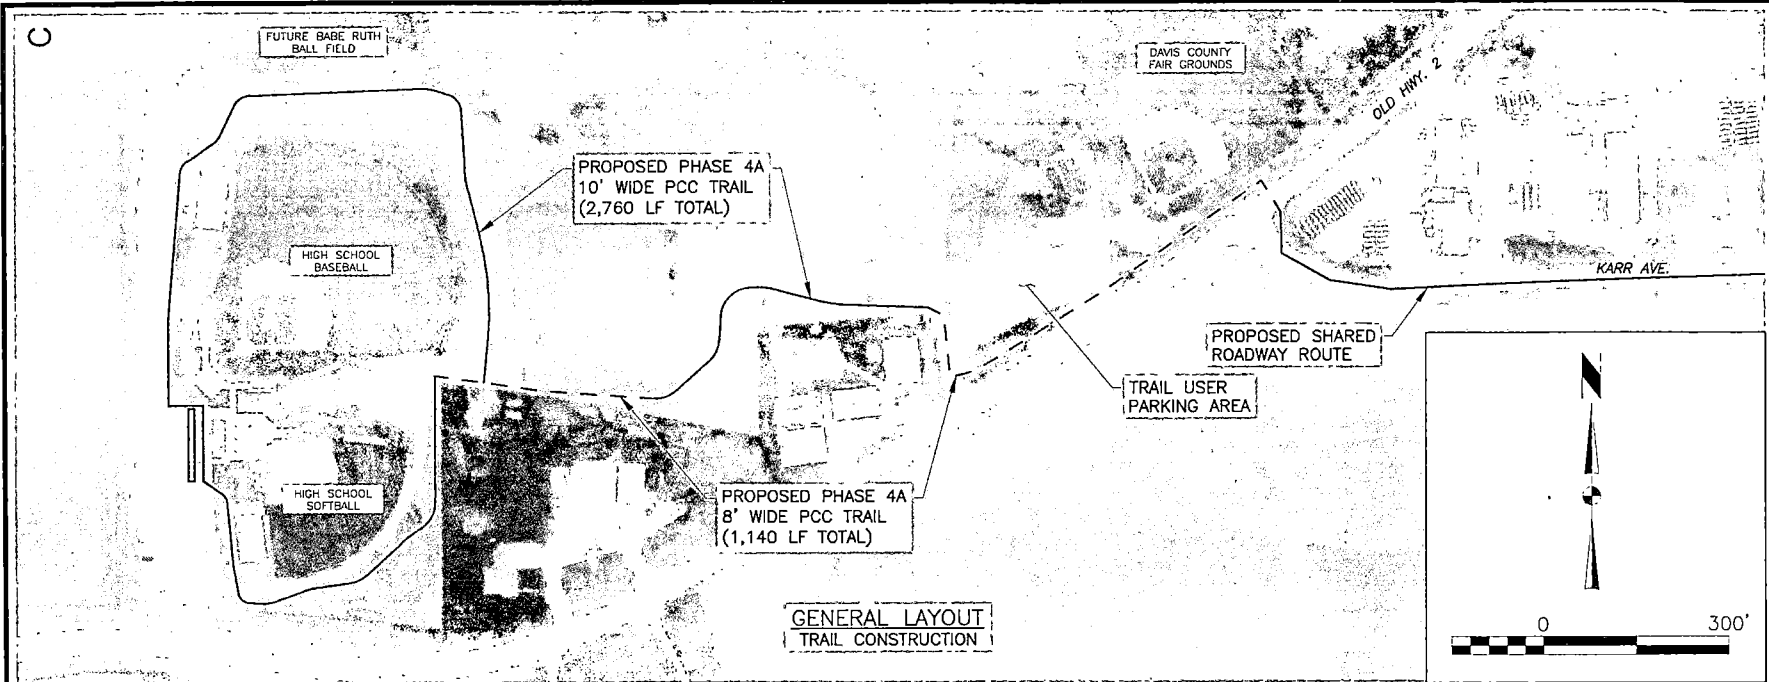 C
FUTURE BABE RUTH
BALL FIELD
DAVIS COUNTY
FAIR GROUNDS
OLD HWY. 2
PROPOSED PHASE 4A
10' WIDE PCC TRAIL
(2,760 LF TOTAL)
HIGH SCHOOL
BASEBALL
KARR AVE.
PROPOSED SHARED
ROADWAY ROUTE
TRAIL USER
PARKING AREA
HIGH SCHOOL
SOFTBALL
PROPOSED PHASE 4A
8' WIDE PCC TRAIL
(1,140 LF TOTAL)
GENERAL LAYOUT
TRAIL CONSTRUCTION
N
0 300'